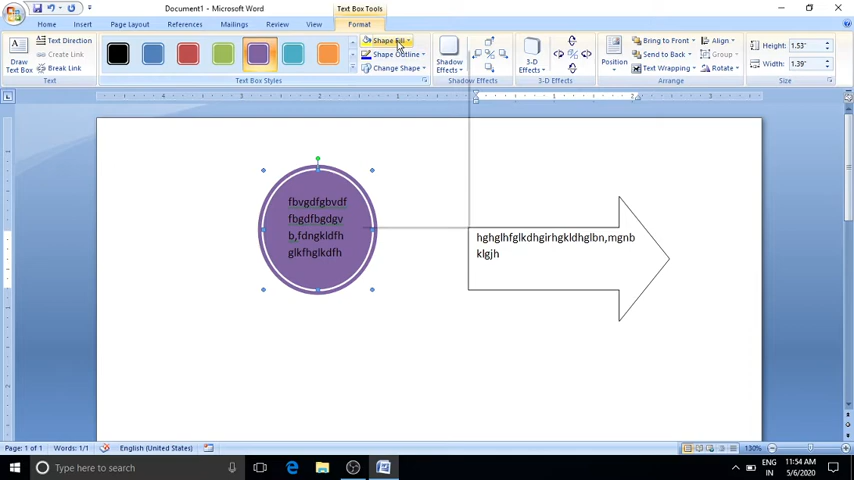 Document1 - Microsoft Word
Text Box Tools
Home Insert Page Layout References Mailings Review View Format
Draw Text Box
Text Direction
Create Link
Break Link
Text
Text Box Styles
Shape Fill
Shape Outline
Change Shape
Shadow Effects
Shadow Effects
3-D Effects
3-D Effects
Position
Bring to Front
Send to Back
Text Wrapping
Align
Group
Rotate
Arrange
Height: 1.53"
Width: 1.39"
Size
fbvgdfgbvdf
fbgdfbgdgv
b,fdngkldfh
glkfhglkdfh
hghglhfglkdhgirhgkldhglbn,mgnb
klgjh
Page: 1 of 1 Words: 1/1 English (United States) 130%
Type here to search
ENG
IN
11:54 AM
5/6/2020